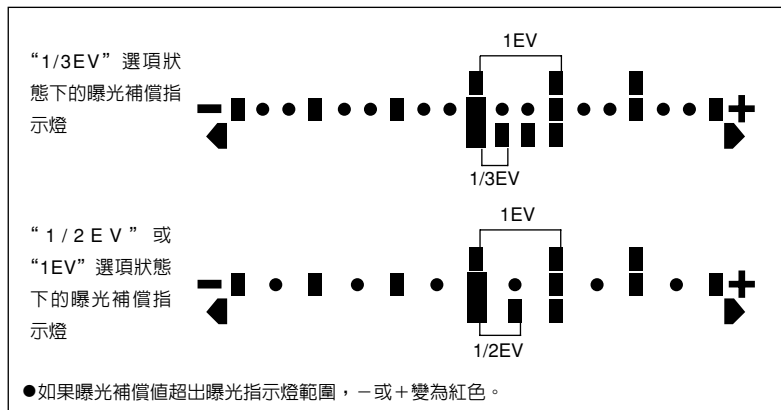 “1/3EV”選項狀
態下的曝光補償指
示燈
1EV
1/3EV
“1/2EV”或
“1EV”選項狀態
下的曝光補償指
示燈
1EV
1/2EV
●如果曝光補償值超出曝光指示燈範圍，－或＋變為紅色。